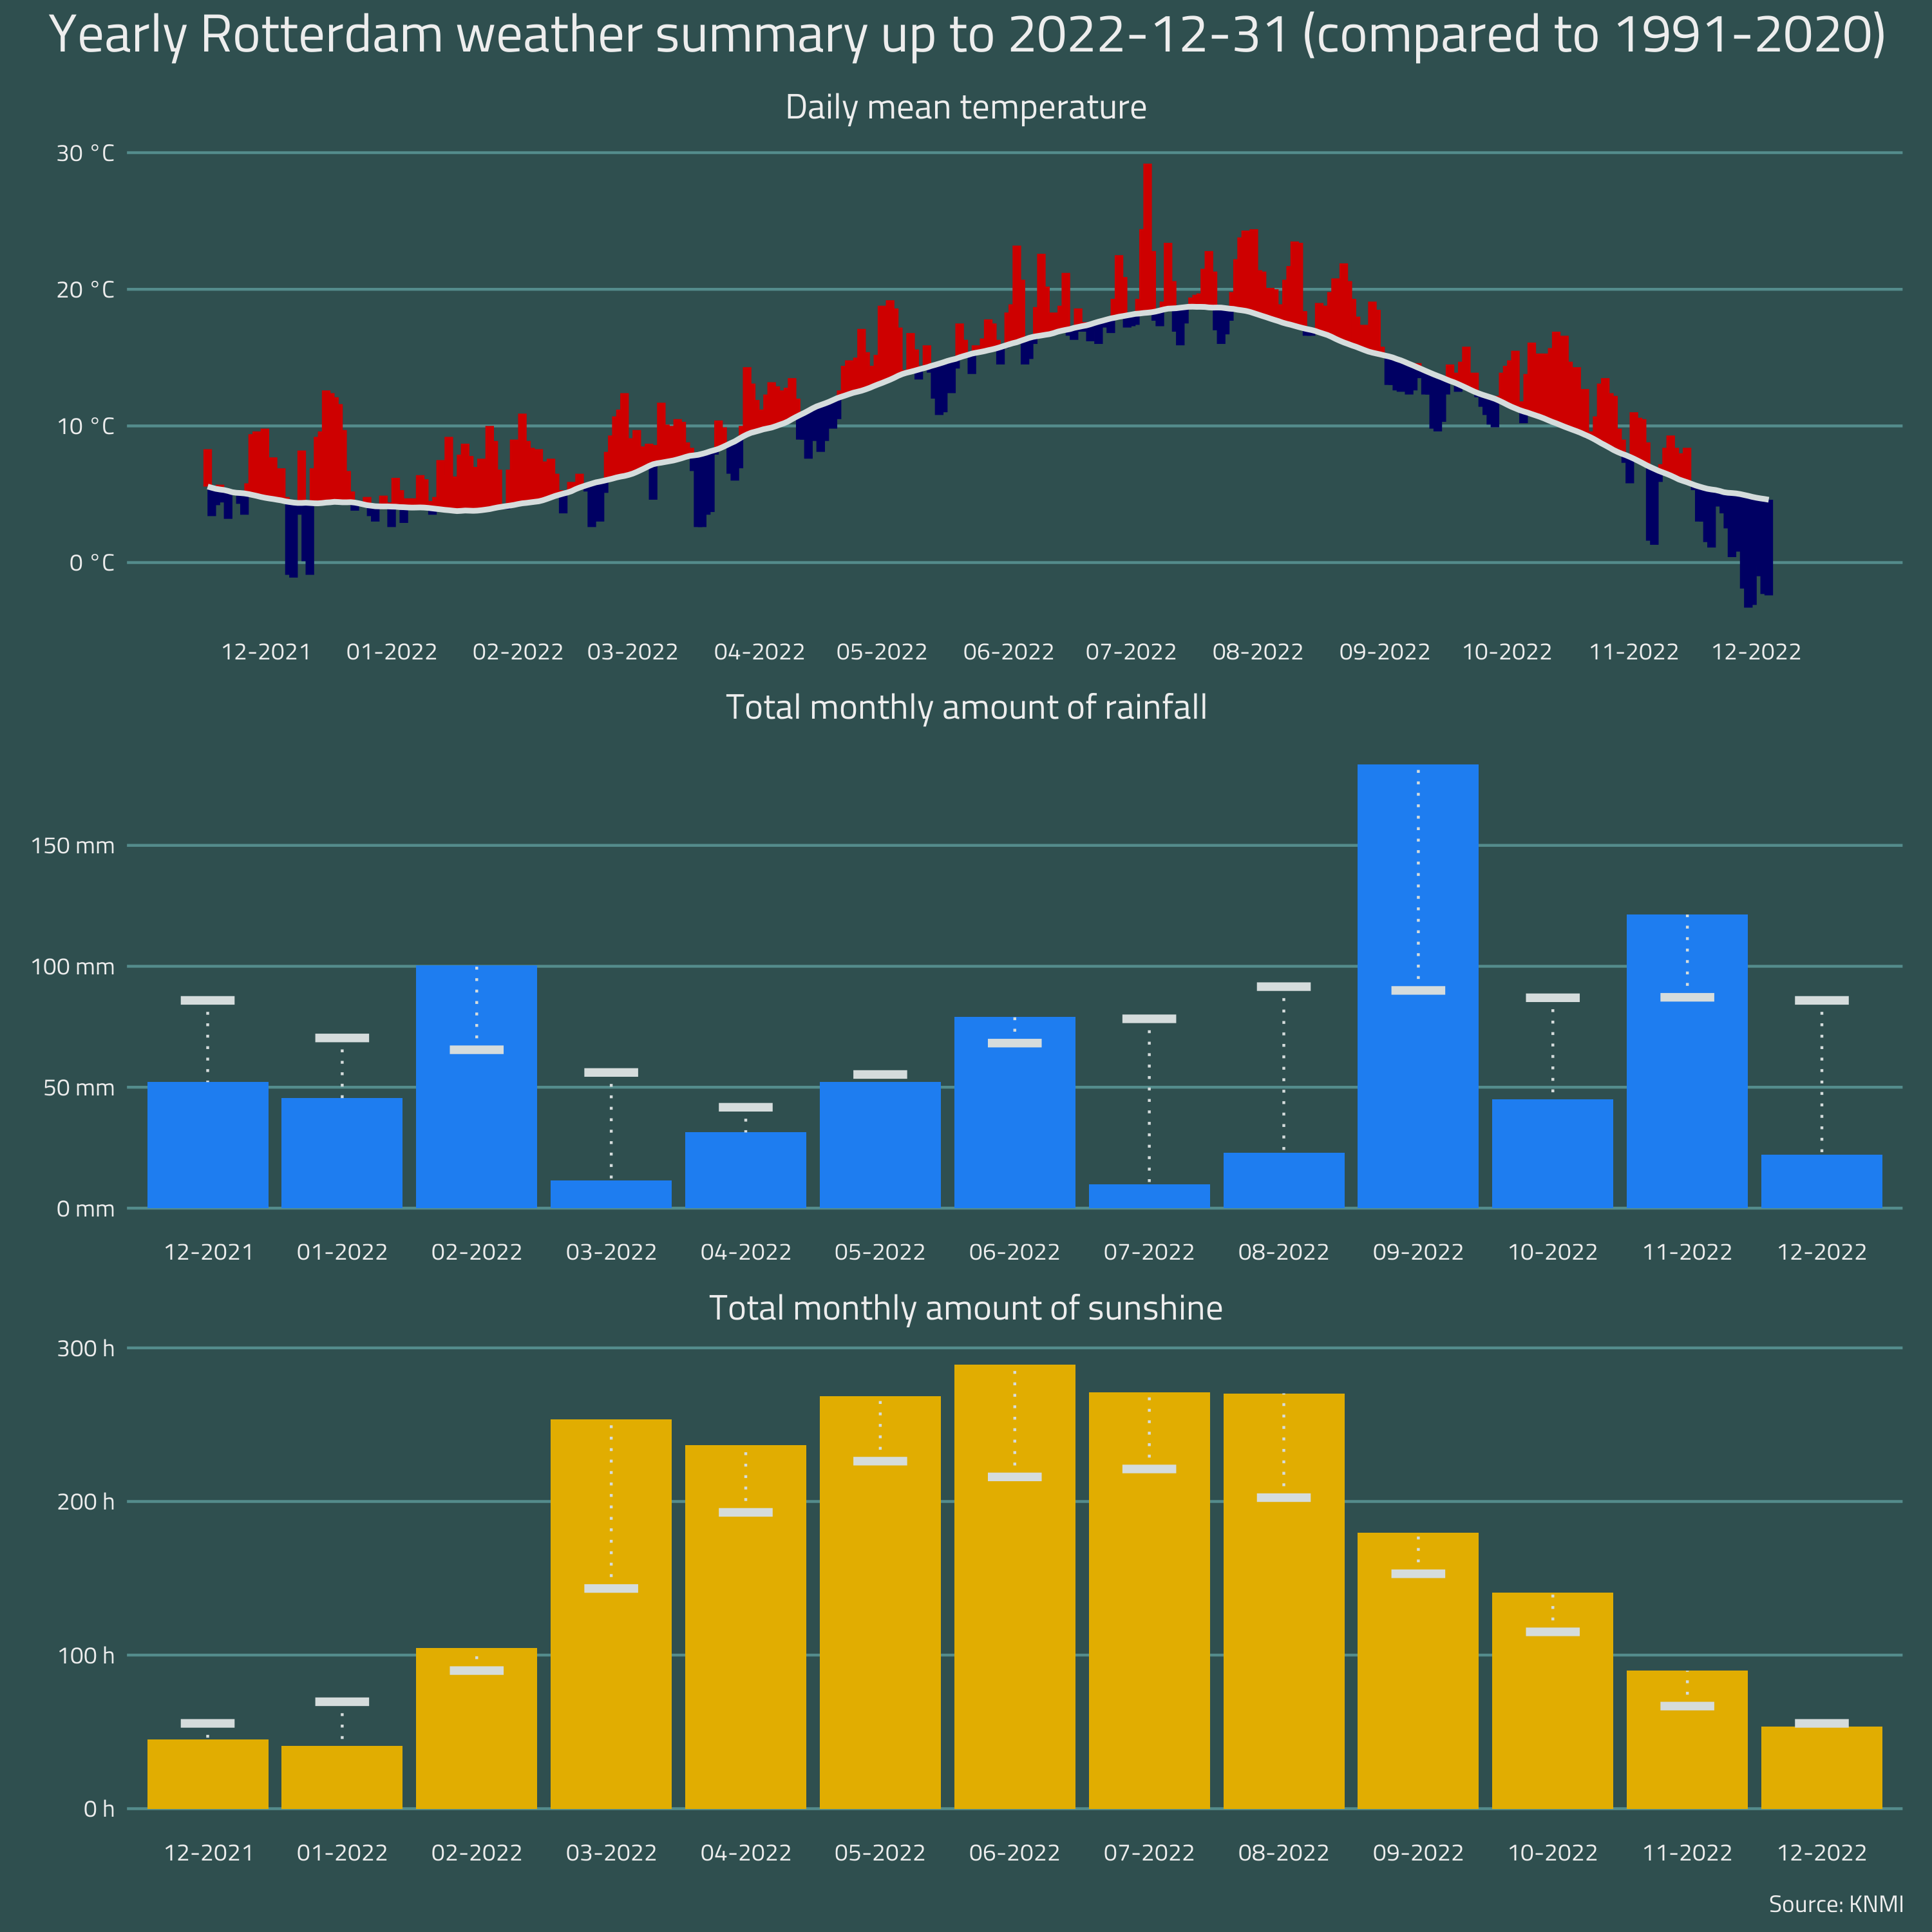 Yearly Rotterdam weather summary up to 2022-12-31 (compared to 1991-2020)
Daily mean temperature
30 °C
20 °C
10 °C
0 °C
12-2021 01-2022 02-2022 03-2022 04-2022 05-2022 06-2022 07-2022 08-2022 09-2022 10-2022 11-2022 12-2022
Total monthly amount of rainfall
150 mm
100 mm
50 mm
0 mm
12-2021 01-2022 02-2022 03-2022 04-2022 05-2022 06-2022 07-2022 08-2022 09-2022 10-2022 11-2022 12-2022
Total monthly amount of sunshine
300 h
200 h
100 h
0 h
12-2021 01-2022 02-2022 03-2022 04-2022 05-2022 06-2022 07-2022 08-2022 09-2022 10-2022 11-2022 12-2022
Source: KNMI